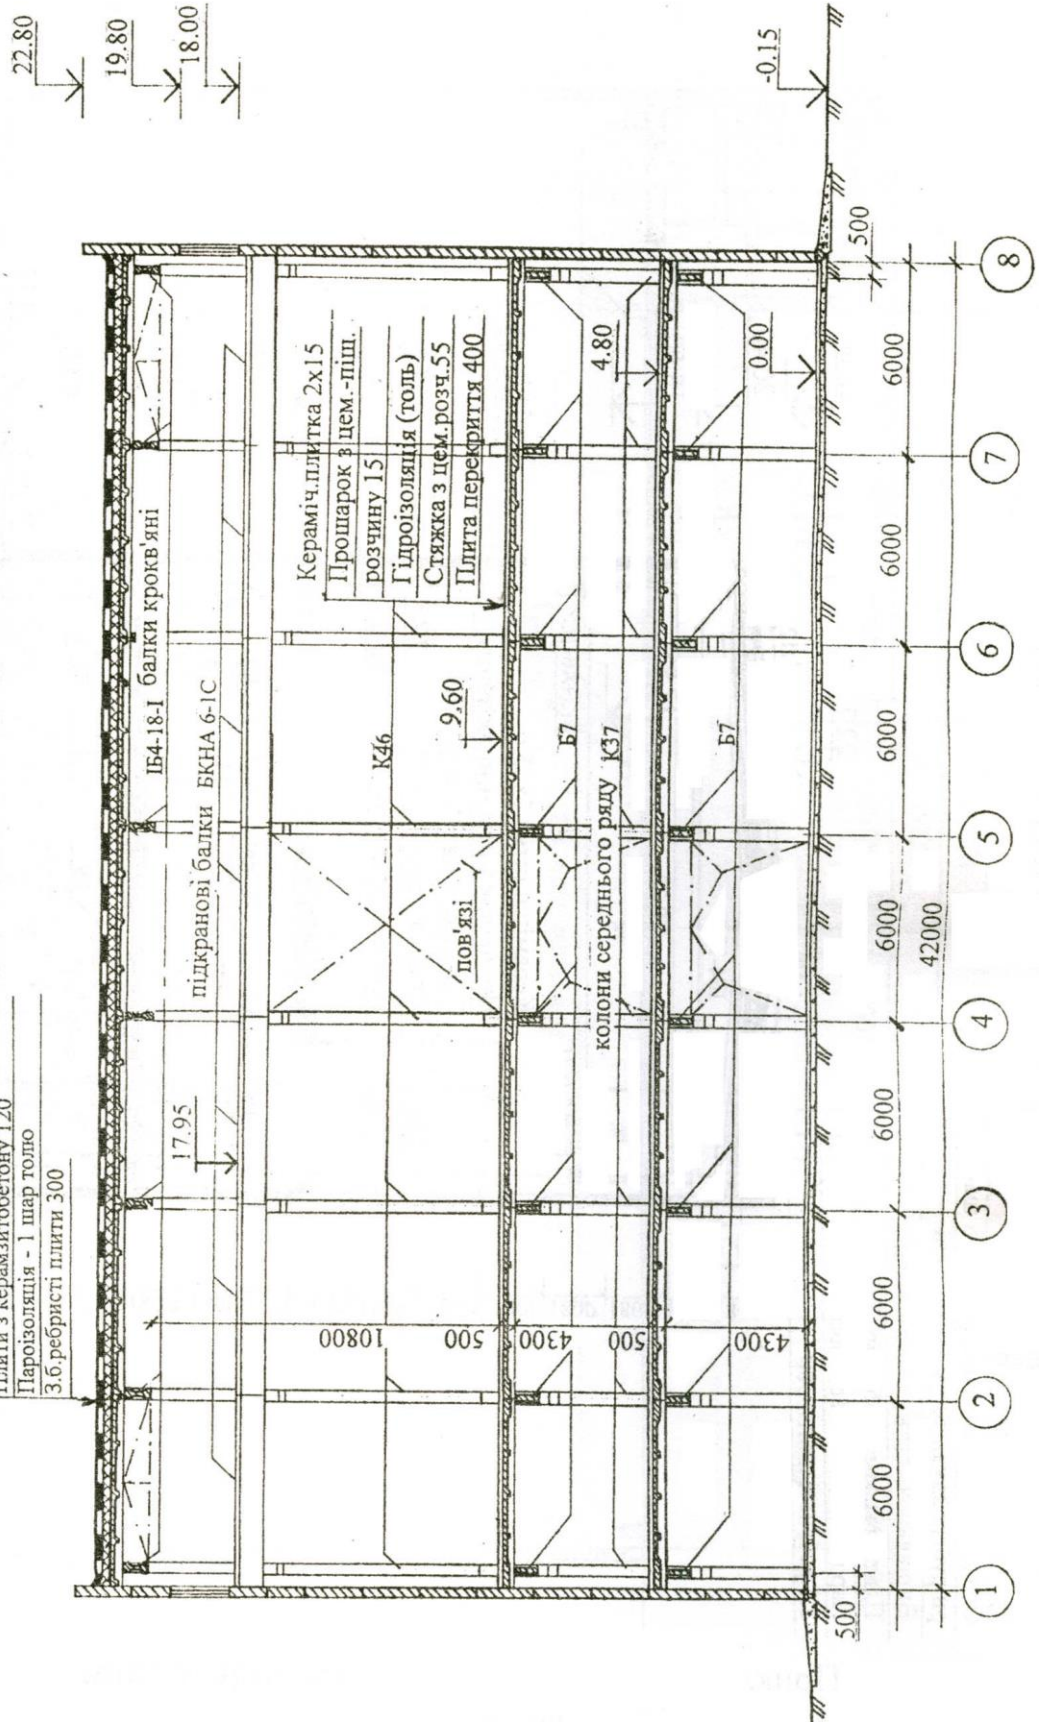 Плити з керамзитобетону 120
Пароізоляція - 1 шар толю
З.б.ребристі плити 300
22.80
19.80
18.00
-0.15
ІБ4-18-І балки крокв'яні
підкранові балки БКНА 6-1С
17.95
Кераміч.плитка 2х15
Прошарок з цем.-піщ.
розчину 15
Гідроізоляція (толь)
Стяжка з цем.розч.55
Плита перекриття 400
К46
9.60
пов'язі
Б7
К37
колони середнього ряду
4.80
Б7
0.00
10800
500
4300
500
4300
500
500
6000
6000
6000
6000
6000
6000
6000
42000
1
2
3
4
5
6
7
8